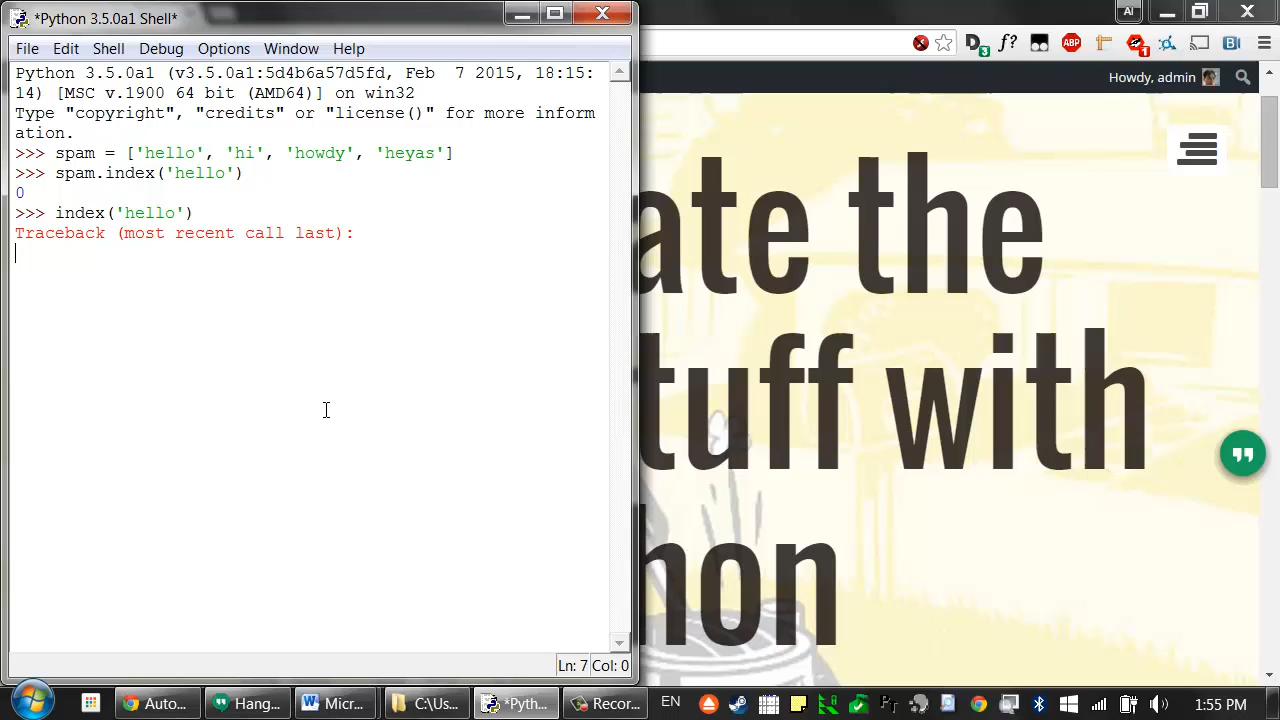 *Python 3.5.0a1 Shell*
File Edit Shell Debug Options Window Help
Python 3.5.0a1 (v3.5.0a1:5d4b6a57d5fd, Feb  7 2015, 18:15:
14) [MSC v.1900 64 bit (AMD64)] on win32
Type "copyright", "credits" or "license()" for more inform
ation.
>>> spam = ['hello', 'hi', 'howdy', 'heyas']
>>> spam.index('hello')
0
>>> index('hello')
Traceback (most recent call last):
Ln: 7 Col: 0
Ai
D 3 f? ABP 1 B
Howdy, admin
ate the
tuff with
hon
Auto... Hang... Micr... C:\Us... *Pyth... Recor... EN 1:55 PM